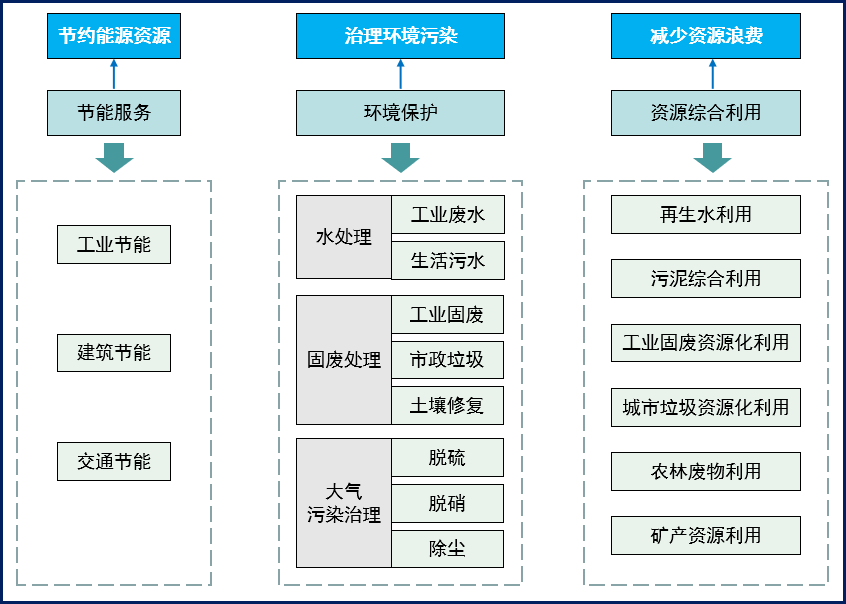 节约能源资源
治理环境污染
减少资源浪费
节能服务
环境保护
资源综合利用
工业节能
建筑节能
交通节能
水处理
工业废水
生活污水
固废处理
工业固废
市政垃圾
土壤修复
大气
污染治理
脱硫
脱硝
除尘
再生水利用
污泥综合利用
工业固废资源化利用
城市垃圾资源化利用
农林废物利用
矿产资源利用